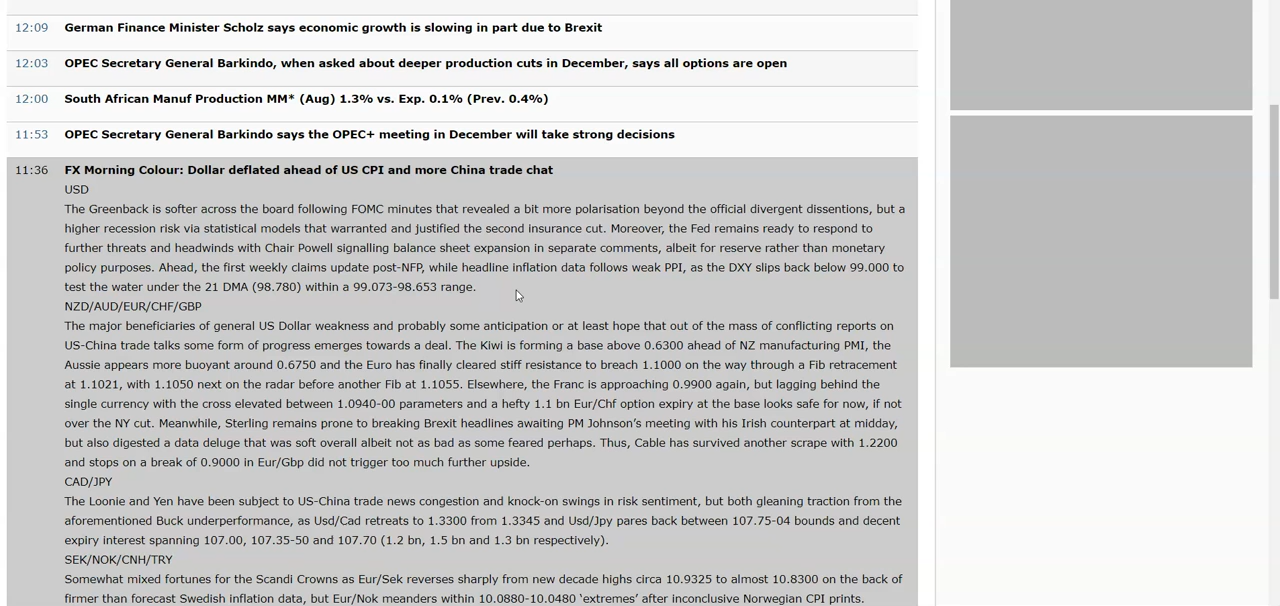 12:09 German Finance Minister Scholz says economic growth is slowing in part due to Brexit
12:03 OPEC Secretary General Barkindo, when asked about deeper production cuts in December, says all options are open
12:00 South African Manuf Production MM* (Aug) 1.3% vs. Exp. 0.1% (Prev. 0.4%)
11:53 OPEC Secretary General Barkindo says the OPEC+ meeting in December will take strong decisions
11:36 FX Morning Colour: Dollar deflated ahead of US CPI and more China trade chat
USD
The Greenback is softer across the board following FOMC minutes that revealed a bit more polarisation beyond the official divergent dissentions, but a
higher recession risk via statistical models that warranted and justified the second insurance cut. Moreover, the Fed remains ready to respond to
further threats and headwinds with Chair Powell signalling balance sheet expansion in separate comments, albeit for reserve rather than monetary
policy purposes. Ahead, the first weekly claims update post-NFP, while headline inflation data follows weak PPI, as the DXY slips back below 99.000 to
test the water under the 21 DMA (98.780) within a 99.073-98.653 range.
NZD/AUD/EUR/CHF/GBP
The major beneficiaries of general US Dollar weakness and probably some anticipation or at least hope that out of the mass of conflicting reports on
US-China trade talks some form of progress emerges towards a deal. The Kiwi is forming a base above 0.6300 ahead of NZ manufacturing PMI, the
Aussie appears more buoyant around 0.6750 and the Euro has finally cleared stiff resistance to breach 1.1000 on the way through a Fib retracement
at 1.1021, with 1.1050 next on the radar before another Fib at 1.1055. Elsewhere, the Franc is approaching 0.9900 again, but lagging behind the
single currency with the cross elevated between 1.0940-00 parameters and a hefty 1.1 bn Eur/Chf option expiry at the base looks safe for now, if not
over the NY cut. Meanwhile, Sterling remains prone to breaking Brexit headlines awaiting PM Johnson's meeting with his Irish counterpart at midday,
but also digested a data deluge that was soft overall albeit not as bad as some feared perhaps. Thus, Cable has survived another scrape with 1.2200
and stops on a break of 0.9000 in Eur/Gbp did not trigger too much further upside.
CAD/JPY
The Loonie and Yen have been subject to US-China trade news congestion and knock-on swings in risk sentiment, but both gleaning traction from the
aforementioned Buck underperformance, as Usd/Cad retreats to 1.3300 from 1.3345 and Usd/Jpy pares back between 107.75-04 bounds and decent
expiry interest spanning 107.00, 107.35-50 and 107.70 (1.2 bn, 1.5 bn and 1.3 bn respectively).
SEK/NOK/CNH/TRY
Somewhat mixed fortunes for the Scandi Crowns as Eur/Sek reverses sharply from new decade highs circa 10.9325 to almost 10.8300 on the back of
firmer than forecast Swedish inflation data, but Eur/Nok meanders within 10.0880-10.0480 ‘extremes’ after inconclusive Norwegian CPI prints.